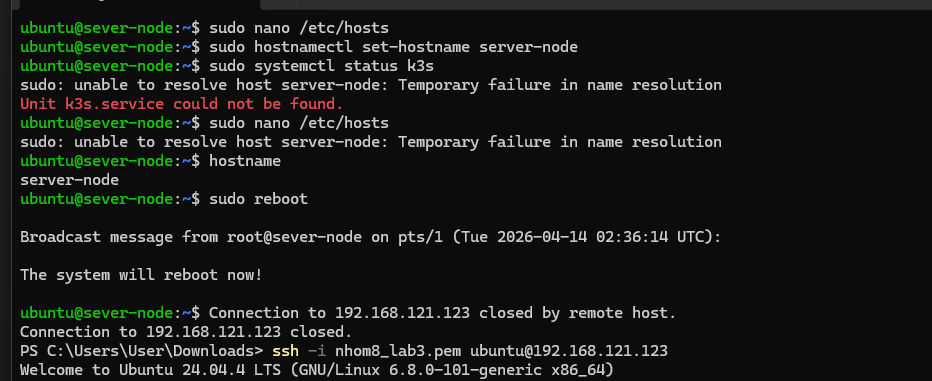 ubuntu@sever-node:~$ sudo nano /etc/hosts
ubuntu@sever-node:~$ sudo hostnamectl set-hostname server-node
ubuntu@sever-node:~$ sudo systemctl status k3s
sudo: unable to resolve host server-node: Temporary failure in name resolution
Unit k3s.service could not be found.
ubuntu@sever-node:~$ sudo nano /etc/hosts
sudo: unable to resolve host server-node: Temporary failure in name resolution
ubuntu@sever-node:~$ hostname
server-node
ubuntu@sever-node:~$ sudo reboot
Broadcast message from root@sever-node on pts/1 (Tue 2026-04-14 02:36:14 UTC):
The system will reboot now!
ubuntu@sever-node:~$ Connection to 192.168.121.123 closed by remote host.
Connection to 192.168.121.123 closed.
PS C:\Users\User\Downloads> ssh -i nhom8_lab3.pem ubuntu@192.168.121.123
Welcome to Ubuntu 24.04.4 LTS (GNU/Linux 6.8.0-101-generic x86_64)